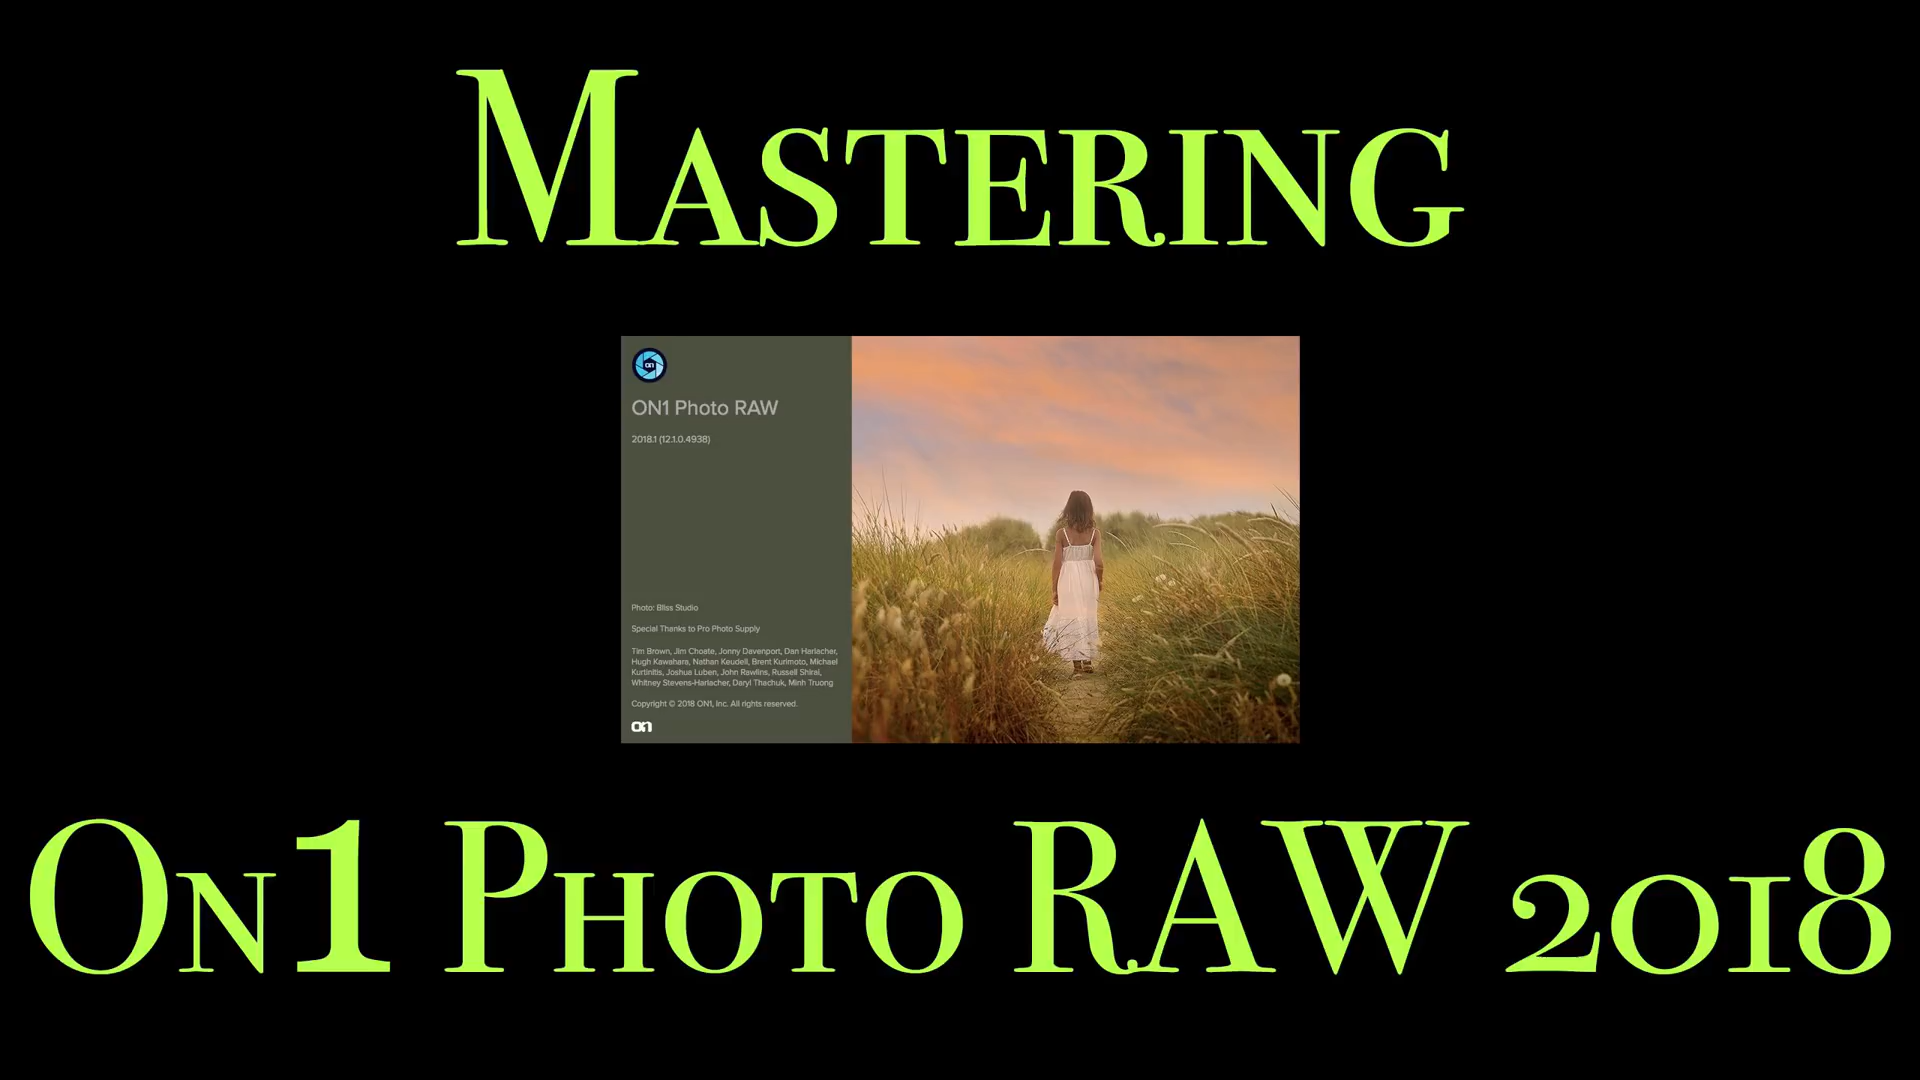 Mastering
on
ON1 Photo RAW
2018.1 (12.1.0.4938)
Photo: Bliss Studio
Special Thanks to Pro Photo Supply
Tim Brown, Jim Choate, Jonny Davenport, Dan Harlacher,
Hugh Kawahara, Nathan Keudell, Brent Kurimoto, Michael
Kurtinitis, Joshua Luben, John Rawlins, Russell Shirai,
Whitney Stevens-Harlacher, Daryl Thachuk, Minh Truong
Copyright © 2018 ON1, Inc. All rights reserved.
on1
On1 Photo RAW 2018